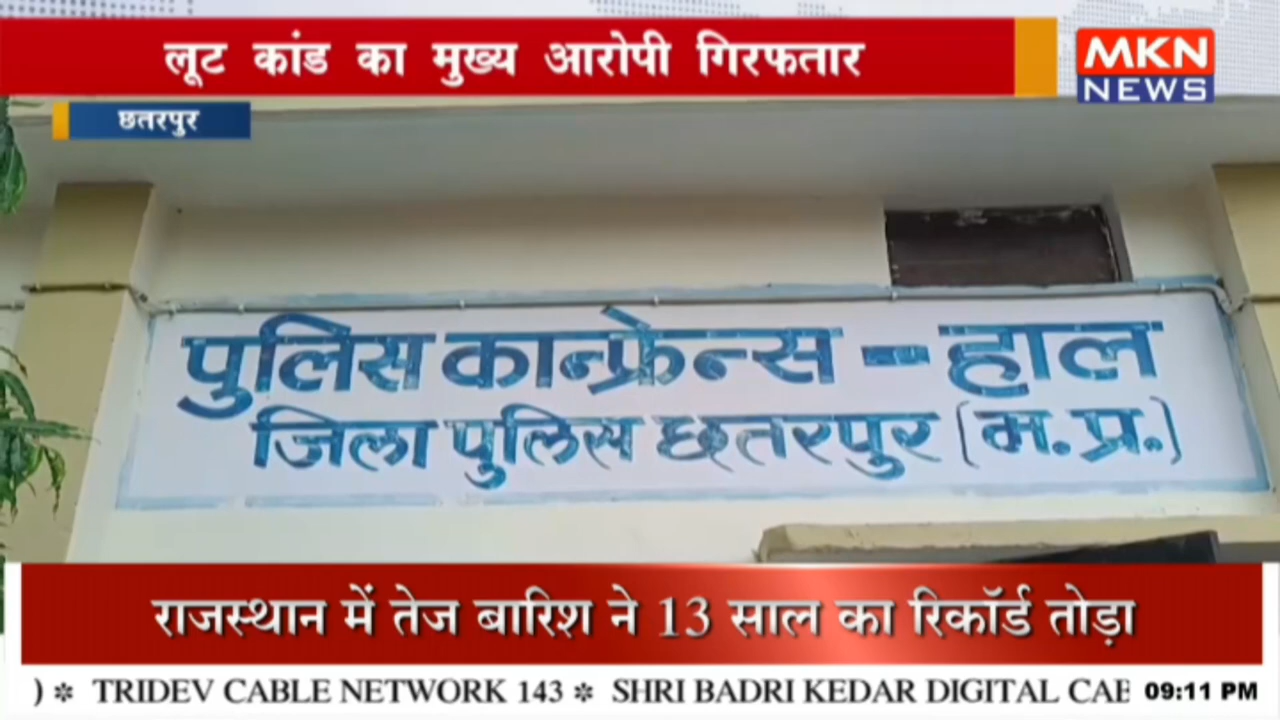 लूट कांड का मुख्य आरोपी गिरफतार
MKN
NEWS
छतरपुर
पुलिस कान्फ्रेन्स - हाल
जिला पुलिस छतरपुर (म.प्र.)
राजस्थान में तेज बारिश ने 13 साल का रिकॉर्ड तोड़ा
) * TRIDEV CABLE NETWORK 143 * SHRI BADRI KEDAR DIGITAL CAB 09:11 PM